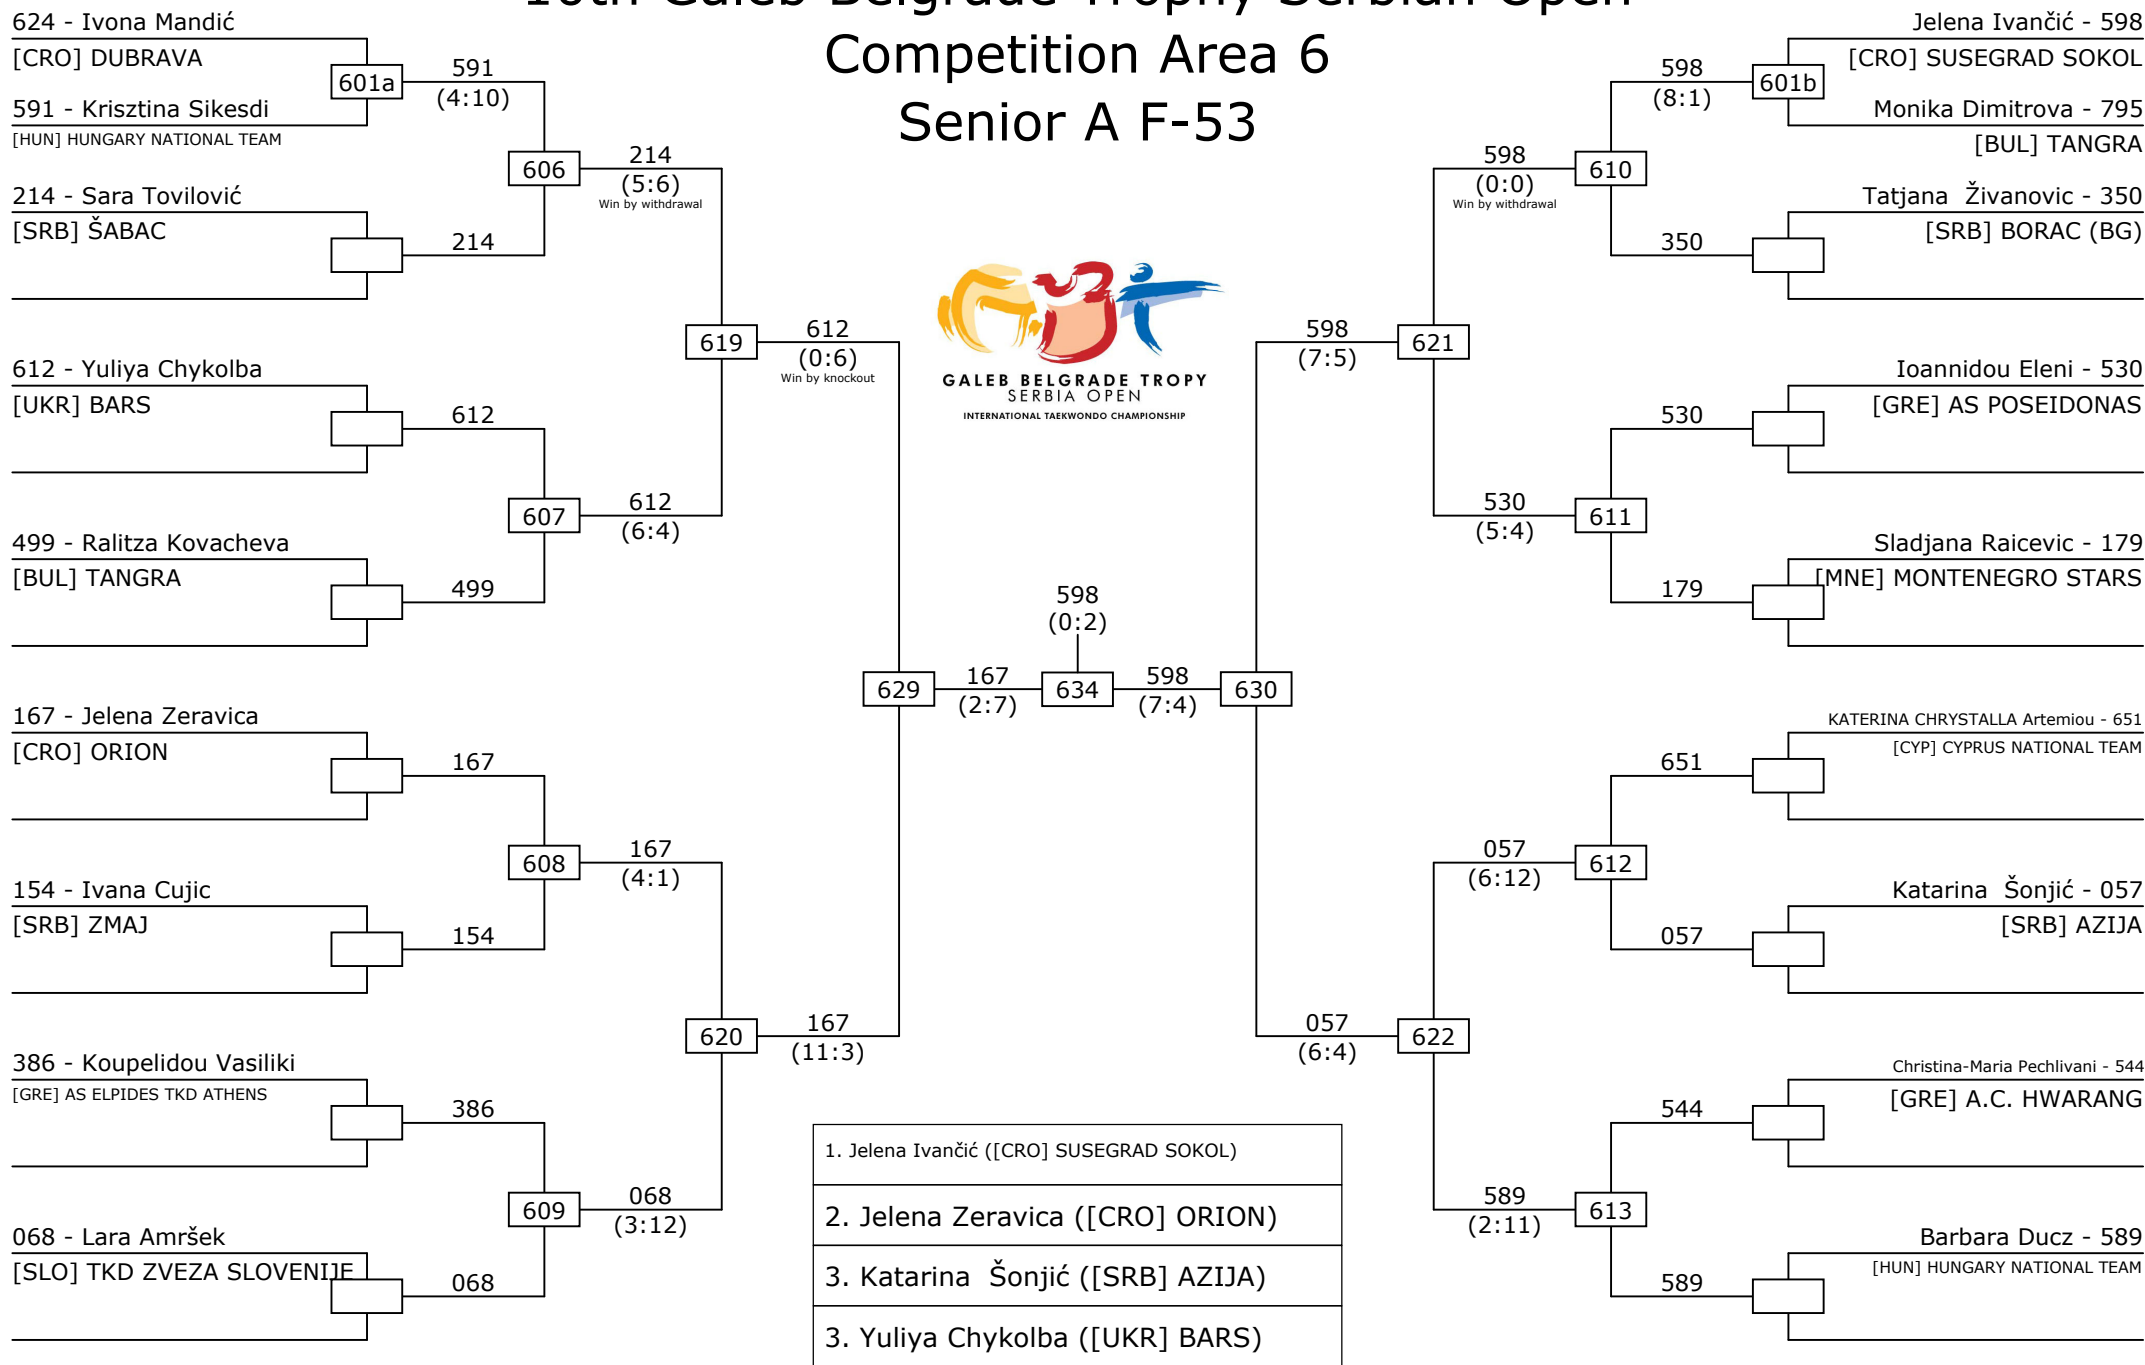 Galeb Belgrade Trophy Serbian Open
Competition Area 6
Senior A F-53
624 - Ivona Mandić
[CRO] DUBRAVA
601a
591
(4:10)
591 - Krisztina Sikesdi
[HUN] HUNGARY NATIONAL TEAM
606
214
(5:6)
Win by withdrawal
214 - Sara Tovilović
[SRB] ŠABAC
214
619
612
(0:6)
Win by knockout
612 - Yuliya Chykolba
[UKR] BARS
612
607
612
(6:4)
499 - Ralitza Kovacheva
[BUL] TANGRA
499
629
167
(2:7)
167 - Jelena Zeravica
[CRO] ORION
167
608
167
(4:1)
154 - Ivana Cujic
[SRB] ZMAJ
154
620
167
(11:3)
386 - Koupelidou Vasiliki
[GRE] AS ELPIDES TKD ATHENS
386
609
068
(3:12)
068 - Lara Amršek
[SLO] TKD ZVEZA SLOVENIJE
068
GALEB BELGRADE TROPY
SERBIA OPEN
INTERNATIONAL TAEKWONDO CHAMPIONSHIP
598
(0:2)
634
598
(7:4)
630
Jelena Ivančić - 598
[CRO] SUSEGRAD SOKOL
601b
598
(8:1)
Monika Dimitrova - 795
[BUL] TANGRA
610
598
(0:0)
Win by withdrawal
Tatjana  Živanovic - 350
[SRB] BORAC (BG)
350
621
598
(7:5)
Ioannidou Eleni - 530
[GRE] AS POSEIDONAS
530
611
530
(5:4)
Sladjana Raicevic - 179
[MNE] MONTENEGRO STARS
179
KATERINA CHRYSTALLA Artemiou - 651
[CYP] CYPRUS NATIONAL TEAM
651
612
057
(6:12)
Katarina  Šonjić - 057
[SRB] AZIJA
057
622
057
(6:4)
Christina-Maria Pechlivani - 544
[GRE] A.C. HWARANG
544
613
589
(2:11)
Barbara Ducz - 589
[HUN] HUNGARY NATIONAL TEAM
589
1. Jelena Ivančić ([CRO] SUSEGRAD SOKOL)
2. Jelena Zeravica ([CRO] ORION)
3. Katarina  Šonjić ([SRB] AZIJA)
3. Yuliya Chykolba ([UKR] BARS)